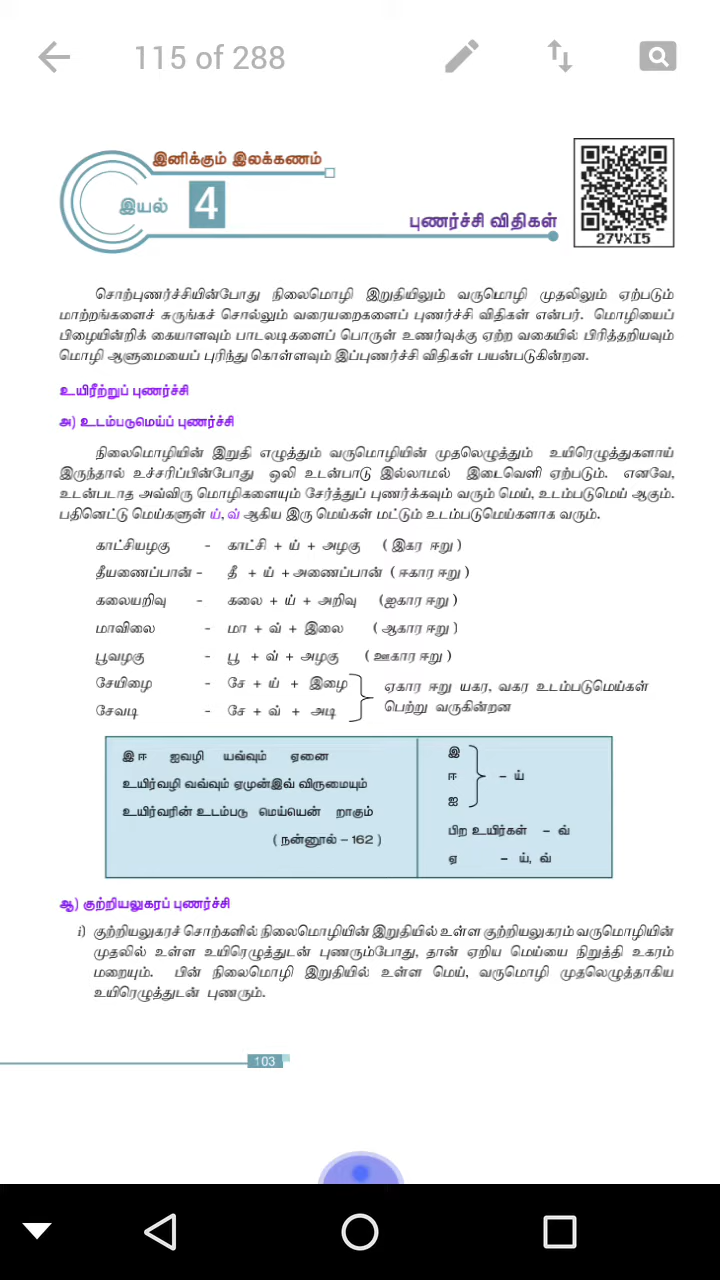 115 of 288
இனிக்கும் இலக்கணம்
இயல் 4
புணர்ச்சி விதிகள்
27VXI5
சொற்புணர்ச்சியின்போது நிலைமொழி இறுதியிலும் வருமொழி முதலிலும் ஏற்படும்
மாற்றங்களைச் சுருங்கச் சொல்லும் வரையறைகளைப் புணர்ச்சி விதிகள் என்பர். மொழியைப்
பிழையின்றிக் கையாளவும் பாடலடிகளைப் பொருள் உணர்வுக்கு ஏற்ற வகையில் பிரித்தறியவும்
மொழி ஆளுமையைப் புரிந்து கொள்ளவும் இப்புணர்ச்சி விதிகள் பயன்படுகின்றன.
உயிரீற்றுப் புணர்ச்சி
அ) உடம்படுமெய்ப் புணர்ச்சி
நிலைமொழியின் இறுதி எழுத்தும் வருமொழியின் முதலெழுத்தும் உயிரெழுத்துகளாய்
இருந்தால் உச்சரிப்பின்போது ஒலி உடன்பாடு இல்லாமல் இடைவெளி ஏற்படும். எனவே,
உடன்படாத அவ்விரு மொழிகளையும் சேர்த்துப் புணர்க்கவும் வரும் மெய், உடம்படுமெய் ஆகும்.
பதினெட்டு மெய்களுள் ய், வ் ஆகிய இரு மெய்கள் மட்டும் உடம்படுமெய்களாக வரும்.
காட்சியழகு - காட்சி + ய் + அழகு ( இகர ஈறு )
தீயணைப்பான் - தீ + ய் + அணைப்பான் ( ஈகார ஈறு )
கலையறிவு - கலை + ய் + அறிவு (ஐகார ஈறு )
மாவிலை - மா + வ் + இலை ( ஆகார ஈறு )
பூவழகு - பூ + வ் + அழகு ( ஊகார ஈறு )
சேயிழை - சே + ய் + இழை
சேவடி - சே + வ் + அடி
ஏகார ஈறு யகர, வகர உடம்படுமெய்கள்
பெற்று வருகின்றன
இ ஈ ஐவழி யவ்வும் ஏனை
உயிர்வழி வவ்வும் ஏமுன்இவ் விருமையும்
உயிர்வரின் உடம்படு மெய்யென் றாகும்
( நன்னூல் – 162 )
இ
ஈ – ய்
ஐ
பிற உயிர்கள் – வ்
ஏ – ய், வ்
ஆ) குற்றியலுகரப் புணர்ச்சி
i) குற்றியலுகரச் சொற்களில் நிலைமொழியின் இறுதியில் உள்ள குற்றியலுகரம் வருமொழியின்
முதலில் உள்ள உயிரெழுத்துடன் புணரும்போது, தான் ஏறிய மெய்யை நிறுத்தி உகரம்
மறையும். பின் நிலைமொழி இறுதியில் உள்ள மெய், வருமொழி முதலெழுத்தாகிய
உயிரெழுத்துடன் புணரும்.
103